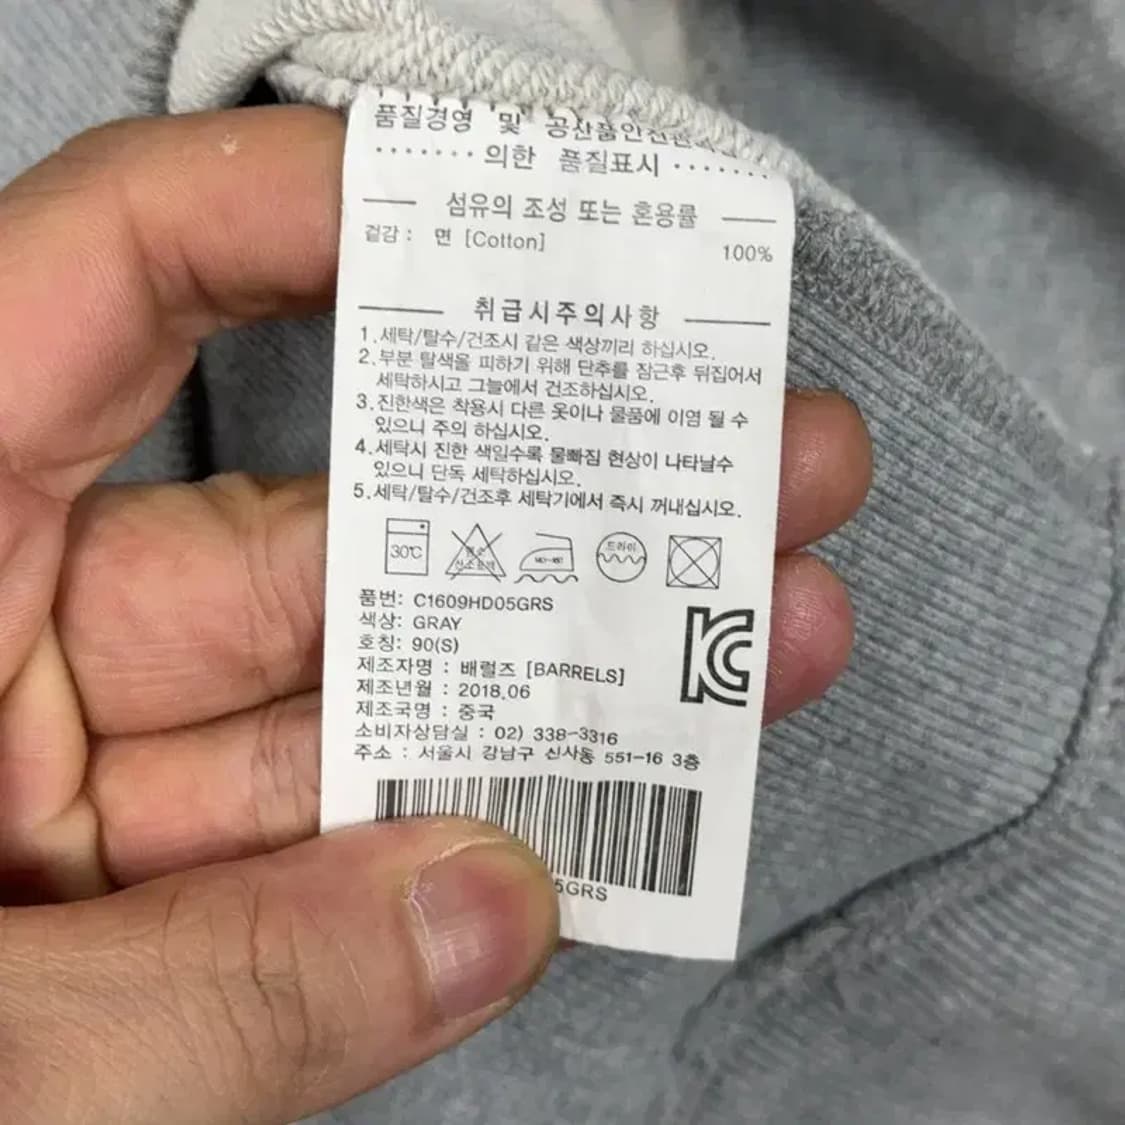 품질경영 및 공산품안전관
······· 의한 품질표시 ·······
섬유의 조성 또는 혼용률
겉감 : 면 [Cotton] 100%
취급시주의사항
1.세탁/탈수/건조시 같은 색상끼리 하십시오.
2.부분 탈색을 피하기 위해 단추를 잠근후 뒤집어서
세탁하시고 그늘에서 건조하십시오.
3.진한색은 착용시 다른 옷이나 물품에 이염 될 수
있으니 주의 하십시오.
4.세탁시 진한 색일수록 물빠짐 현상이 나타날수
있으니 단독 세탁하십시오.
5.세탁/탈수/건조후 세탁기에서 즉시 꺼내십시오.
30℃
염소
산소표백
드라이
품번: C1609HD05GRS
색상: GRAY
호칭: 90(S)
제조자명 : 배럴즈 [BARRELS]
제조년월 : 2018.06
제조국명 : 중국
소비자상담실 : 02) 338-3316
주소 : 서울시 강남구 신사동 551-16 3층
KC
5GRS